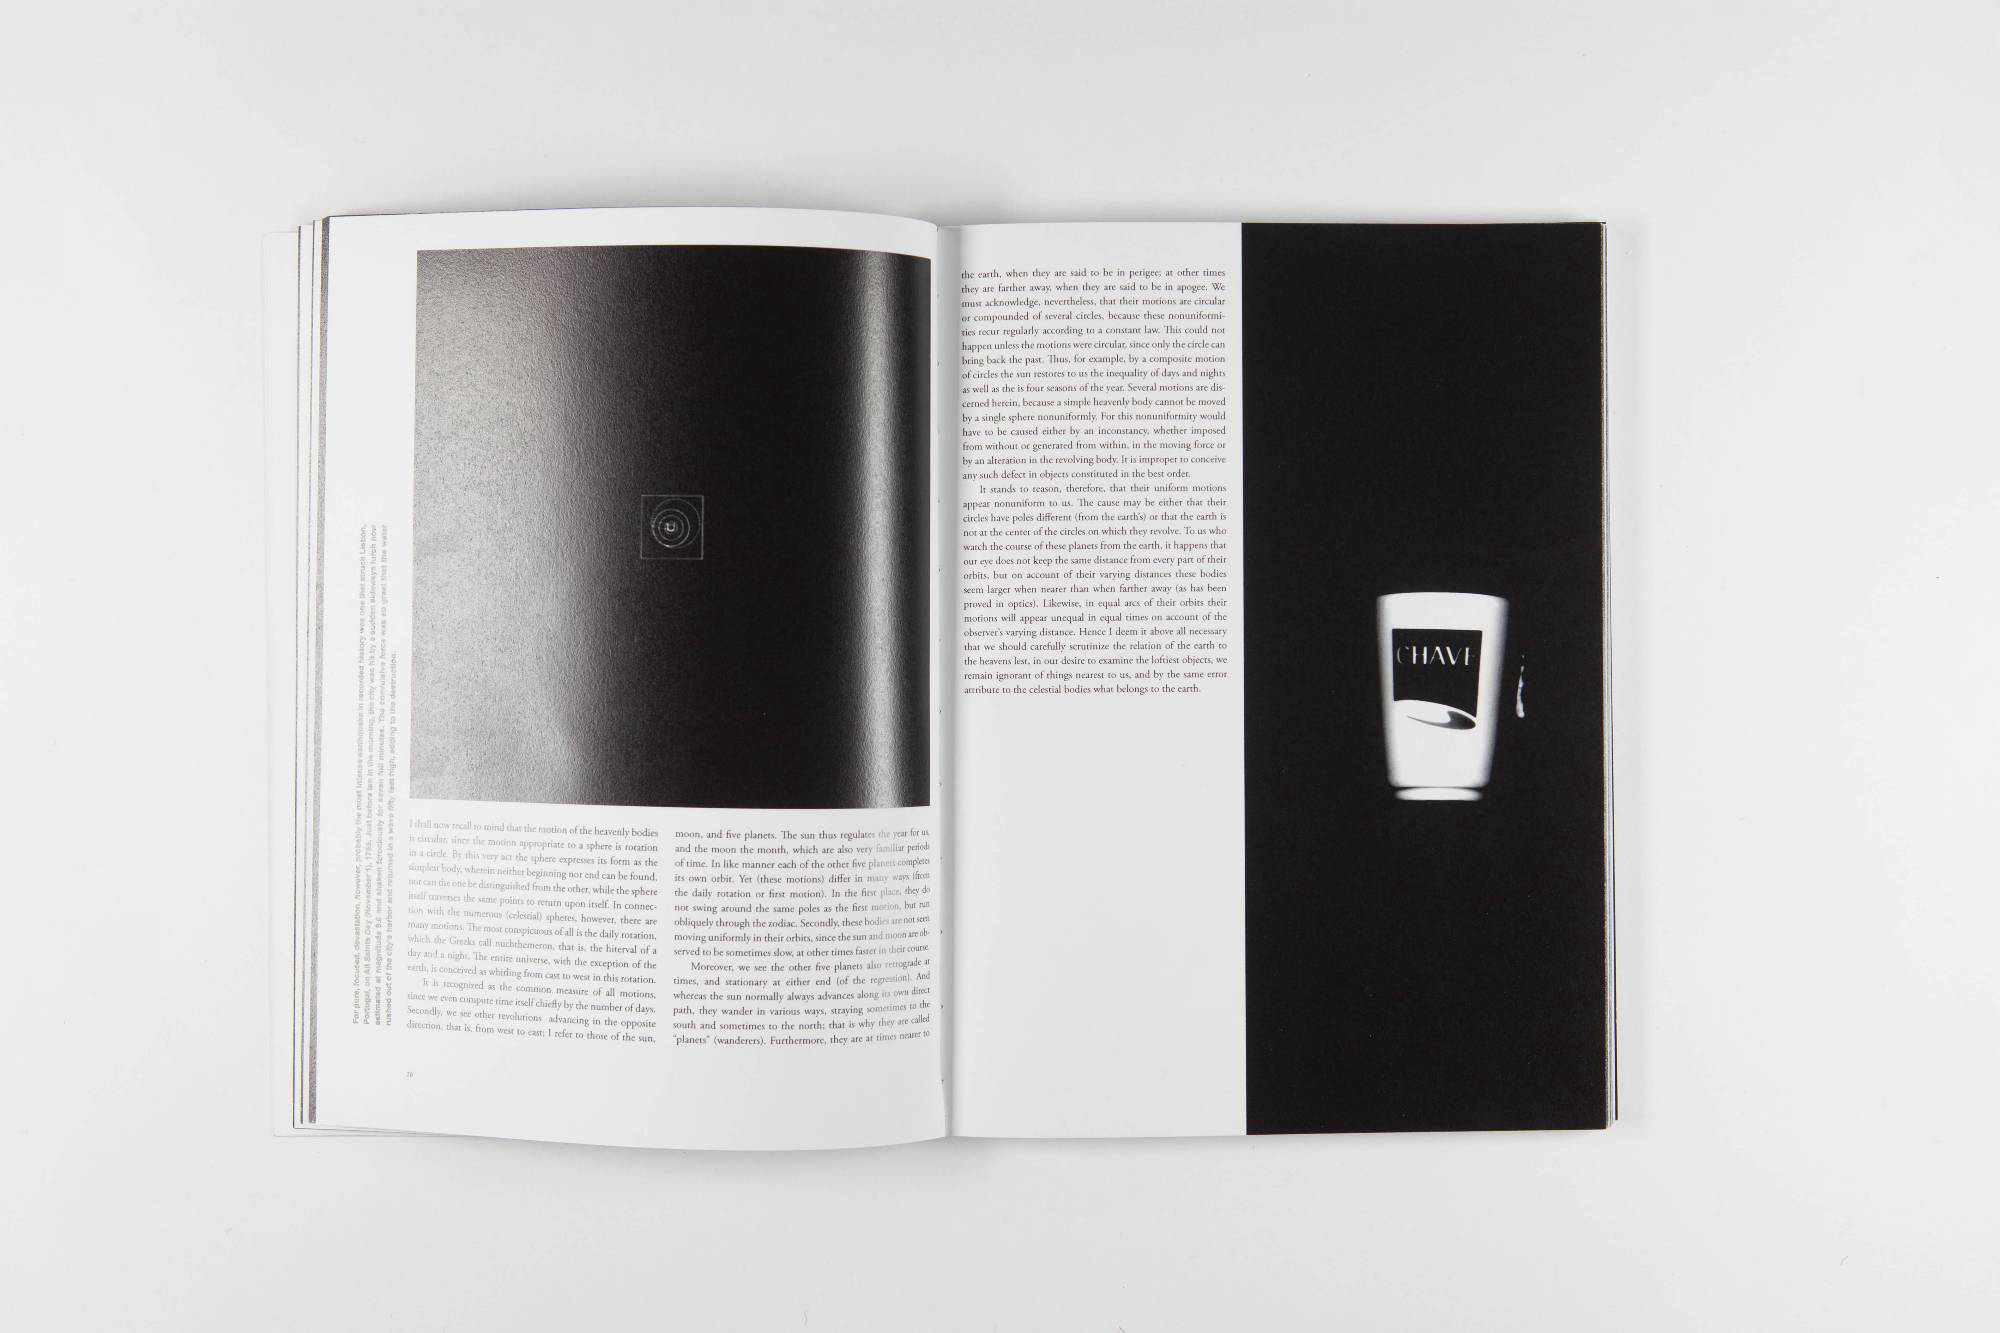 For pure, focused, devastation, however, probably the most intense earthquake in recorded history was one that struck Lisbon,
Portugal, on All Saints Day (November 1), 1755. Just before ten in the morning, the city was hit by a sudden sideways lurch now
estimated at magnitude 9.0 and shaken ferociously for seven full minutes. The convulsive force was so great that the water
rushed out of the city's harbor and returned in a wave fifty feet high, adding to the destruction.
I shall now recall to mind that the motion of the heavenly bodies
is circular, since the motion appropriate to a sphere is rotation
in a circle. By this very act the sphere expresses its form as the
simplest body, wherein neither beginning nor end can be found,
nor can the one be distinguished from the other, while the sphere
itself traverses the same points to return upon itself. In connec-
tion with the numerous (celestial) spheres, however, there are
many motions. The most conspicuous of all is the daily rotation,
which the Greeks call nuchthemeron, that is, the hiterval of a
day and a night. The entire universe, with the exception of the
earth, is conceived as whirling from east to west in this rotation.
It is recognized as the common measure of all motions,
since we even compute time itself chiefly by the number of days.
Secondly, we see other revolutions advancing in the opposite
direction, that is, from west to east; I refer to those of the sun,
moon, and five planets. The sun thus regulates the year for us,
and the moon the month, which are also very familiar periods
of time. In like manner each of the other five planets completes
its own orbit. Yet (these motions) differ in many ways (from
the daily rotation or first motion). In the first place, they do
not swing around the same poles as the first motion, but run
obliquely through the zodiac. Secondly, these bodies are not seen
moving uniformly in their orbits, since the sun and moon are ob-
served to be sometimes slow, at other times faster in their course.
Moreover, we see the other five planets also retrograde at
times, and stationary at either end (of the regression). And
whereas the sun normally always advances along its own direct
path, they wander in various ways, straying sometimes to the
south and sometimes to the north; that is why they are called
"planets" (wanderers). Furthermore, they are at times nearer to
76
the earth, when they are said to be in perigee; at other times
they are farther away, when they are said to be in apogee. We
must acknowledge, nevertheless, that their motions are circular
or compounded of several circles, because these nonuniformi-
ties recur regularly according to a constant law. This could not
happen unless the motions were circular, since only the circle can
bring back the past. Thus, for example, by a composite motion
of circles the sun restores to us the inequality of days and nights
as well as the is four seasons of the year. Several motions are dis-
cerned herein, because a simple heavenly body cannot be moved
by a single sphere nonuniformly. For this nonuniformity would
have to be caused either by an inconstancy, whether imposed
from without or generated from within, in the moving force or
by an alteration in the revolving body. It is improper to conceive
any such defect in objects constituted in the best order.
It stands to reason, therefore, that their uniform motions
appear nonuniform to us. The cause may be either that their
circles have poles different (from the earth's) or that the earth is
not at the center of the circles on which they revolve. To us who
watch the course of these planets from the earth, it happens that
our eye does not keep the same distance from every part of their
orbits, but on account of their varying distances these bodies
seem larger when nearer than when farther away (as has been
proved in optics). Likewise, in equal arcs of their orbits their
motions will appear unequal in equal times on account of the
observer's varying distance. Hence I deem it above all necessary
that we should carefully scrutinize the relation of the earth to
the heavens lest, in our desire to examine the loftiest objects, we
remain ignorant of things nearest to us, and by the same error
attribute to the celestial bodies what belongs to the earth.
CHAVE